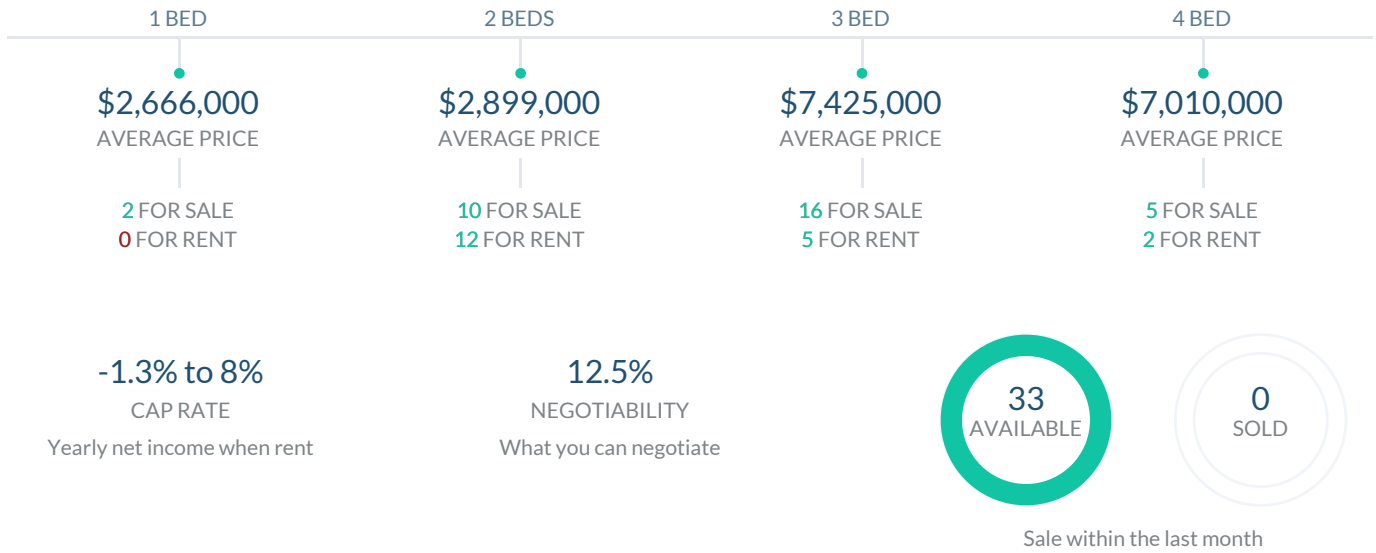 1 BED
2 BEDS
3 BED
4 BED
$2,666,000
$2,899,000
$7,425,000
$7,010,000
AVERAGE PRICE
AVERAGE PRICE
AVERAGE PRICE
AVERAGE PRICE
2 FOR SALE
10 FOR SALE
16 FOR SALE
5 FOR SALE
0 FOR RENT
12 FOR RENT
5 FOR RENT
2 FOR RENT
-1.3% to 8%
CAP RATE
Yearly net income when rent
12.5%
NEGOTIABILITY
What you can negotiate
33
AVAILABLE
0
SOLD
Sale within the last month